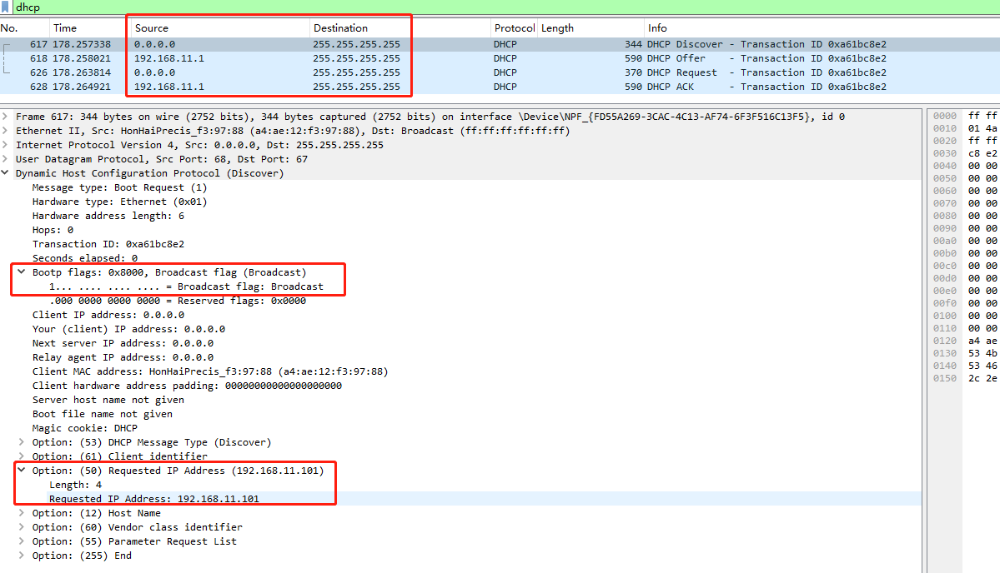 dhcp
No. Time Source Destination Protocol Length Info
617 178.257338 0.0.0.0 255.255.255.255 DHCP 344 DHCP Discover - Transaction ID 0xa61bc8e2
618 178.258021 192.168.11.1 255.255.255.255 DHCP 590 DHCP Offer - Transaction ID 0xa61bc8e2
626 178.263814 0.0.0.0 255.255.255.255 DHCP 370 DHCP Request - Transaction ID 0xa61bc8e2
628 178.264921 192.168.11.1 255.255.255.255 DHCP 590 DHCP ACK - Transaction ID 0xa61bc8e2
Frame 617: 344 bytes on wire (2752 bits), 344 bytes captured (2752 bits) on interface \Device\NPF_{FD55A269-3CAC-4C13-AF74-6F3F516C13F5}, id 0
Ethernet II, Src: HonHaiPrecis_f3:97:88 (a4:ae:12:f3:97:88), Dst: Broadcast (ff:ff:ff:ff:ff:ff)
Internet Protocol Version 4, Src: 0.0.0.0, Dst: 255.255.255.255
User Datagram Protocol, Src Port: 68, Dst Port: 67
Dynamic Host Configuration Protocol (Discover)
Message type: Boot Request (1)
Hardware type: Ethernet (0x01)
Hardware address length: 6
Hops: 0
Transaction ID: 0xa61bc8e2
Seconds elapsed: 0
Bootp flags: 0x8000, Broadcast flag (Broadcast)
1... .... .... .... = Broadcast flag: Broadcast
.000 0000 0000 0000 = Reserved flags: 0x0000
Client IP address: 0.0.0.0
Your (client) IP address: 0.0.0.0
Next server IP address: 0.0.0.0
Relay agent IP address: 0.0.0.0
Client MAC address: HonHaiPrecis_f3:97:88 (a4:ae:12:f3:97:88)
Client hardware address padding: 00000000000000000000
Server host name not given
Boot file name not given
Magic cookie: DHCP
Option: (53) DHCP Message Type (Discover)
Option: (61) Client identifier
Option: (50) Requested IP Address (192.168.11.101)
Length: 4
Requested IP Address: 192.168.11.101
Option: (12) Host Name
Option: (60) Vendor class identifier
Option: (55) Parameter Request List
Option: (255) End
0000 ff ff
0010 01 4a
0020 ff ff
0030 c8 e2
0040 00 00
0050 00 00
0060 00 00
0070 00 00
0080 00 00
0090 00 00
00a0 00 00
00b0 00 00
00c0 00 00
00d0 00 00
00e0 00 00
00f0 00 00
0100 00 00
0110 00 00
0120 a4 ae
0130 53 4b
0140 53 46
0150 2c 2e